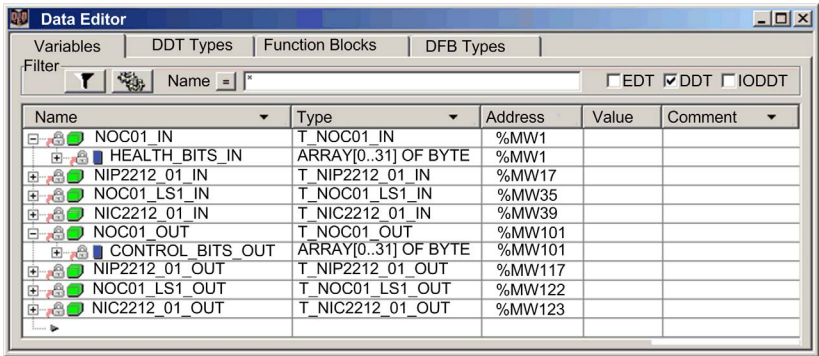 Data Editor
Variables DDT Types Function Blocks DFB Types
Filter
Name = * EDT DDT IODDT
Name Type Address Value Comment
NOC01_IN T_NOC01_IN %MW1
HEALTH_BITS_IN ARRAY[0..31] OF BYTE %MW1
NIP2212_01_IN T_NIP2212_01_IN %MW17
NOC01_LS1_IN T_NOC01_LS1_IN %MW35
NIC2212_01_IN T_NIC2212_01_IN %MW39
NOC01_OUT T_NOC01_OUT %MW101
CONTROL_BITS_OUT ARRAY[0..31] OF BYTE %MW101
NIP2212_01_OUT T_NIP2212_01_OUT %MW117
NOC01_LS1_OUT T_NOC01_LS1_OUT %MW122
NIC2212_01_OUT T_NIC2212_01_OUT %MW123